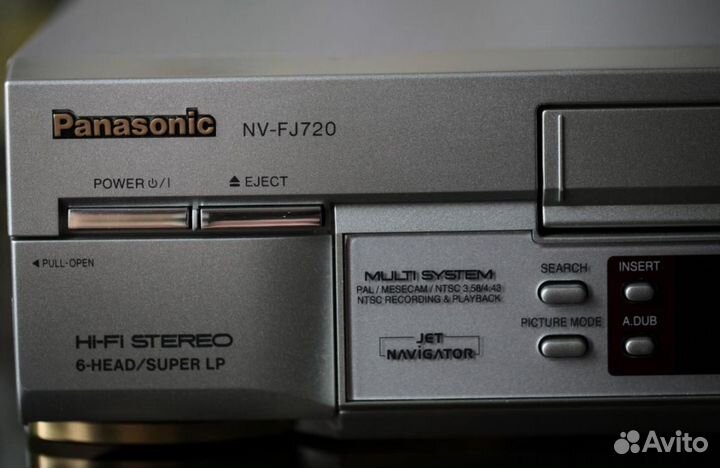 Panasonic NV-FJ720
POWER ⏻/I
⏏ EJECT
◄ PULL-OPEN
MULTI SYSTEM
PAL / MESECAM / NTSC 3.58/4.43
NTSC RECORDING & PLAYBACK
SEARCH
INSERT
Hi-Fi STEREO
6-HEAD/SUPER LP
JET
NAVIGATOR
PICTURE MODE
A.DUB
Avito